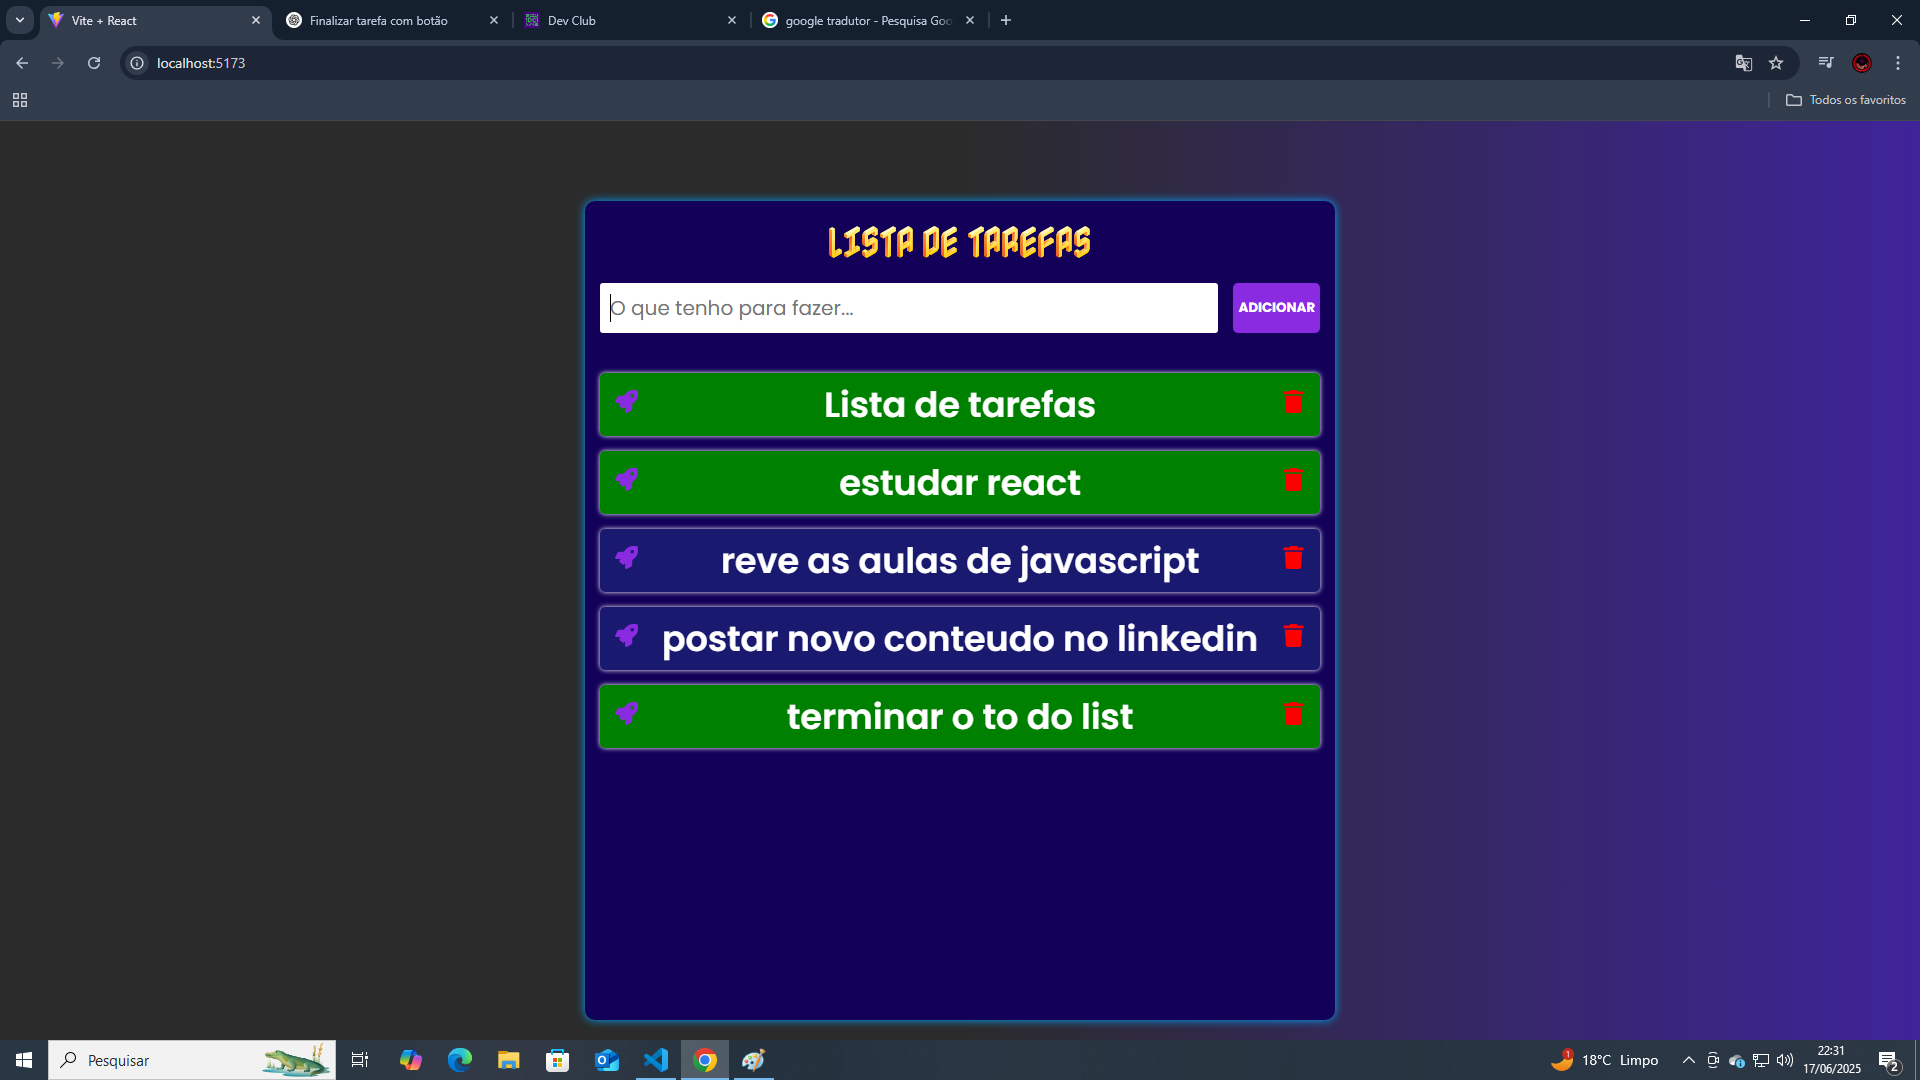 Vite + React
Finalizar tarefa com botão
Dev Club
google tradutor - Pesquisa Goo
localhost:5173
Todos os favoritos
LISTA DE TAREFAS
O que tenho para fazer...
ADICIONAR
Lista de tarefas
estudar react
reve as aulas de javascript
postar novo conteudo no linkedin
terminar o to do list
Pesquisar
1
18°C Limpo
22:31
17/06/2025
2